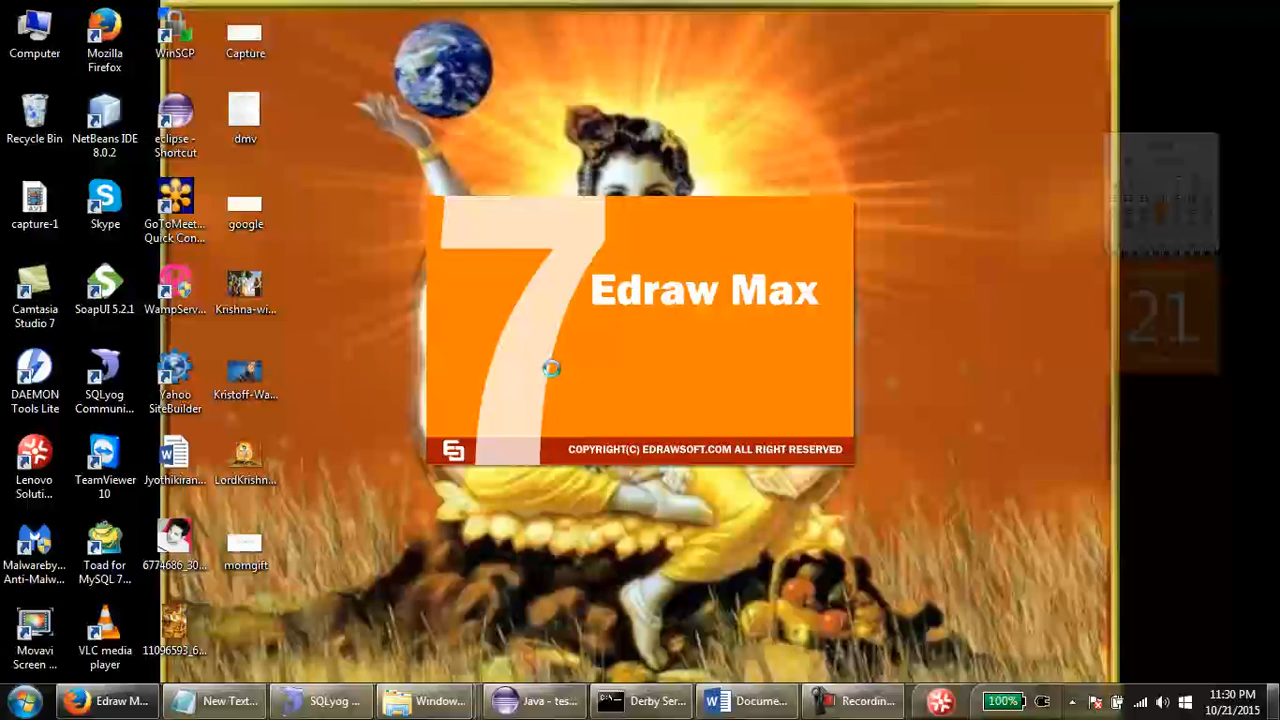 Computer
Mozilla
Firefox
WinSCP
Capture
Recycle Bin
NetBeans IDE
8.0.2
eclipse -
Shortcut
dmv
capture-1
Skype
GoToMeet...
Quick Con...
google
Camtasia
Studio 7
SoapUI 5.2.1
WampServ...
Krishna-wi...
DAEMON
Tools Lite
SQLyog
Communi...
Yahoo
SiteBuilder
Kristoff-Wa...
Lenovo
Soluti...
TeamViewer
10
Jyothikiran...
LordKrishn...
Malwareby...
Anti-Malw...
Toad for
MySQL 7...
6774686_30...
momgift
Movavi
Screen ...
VLC media
player
11096593_6...
7
Edraw Max
COPYRIGHT(C) EDRAWSOFT.COM ALL RIGHT RESERVED
21
Edraw M...
New Text...
SQLyog ...
Window...
Java - tes...
Derby Ser...
Docume...
Recordin...
100%
11:30 PM
10/21/2015